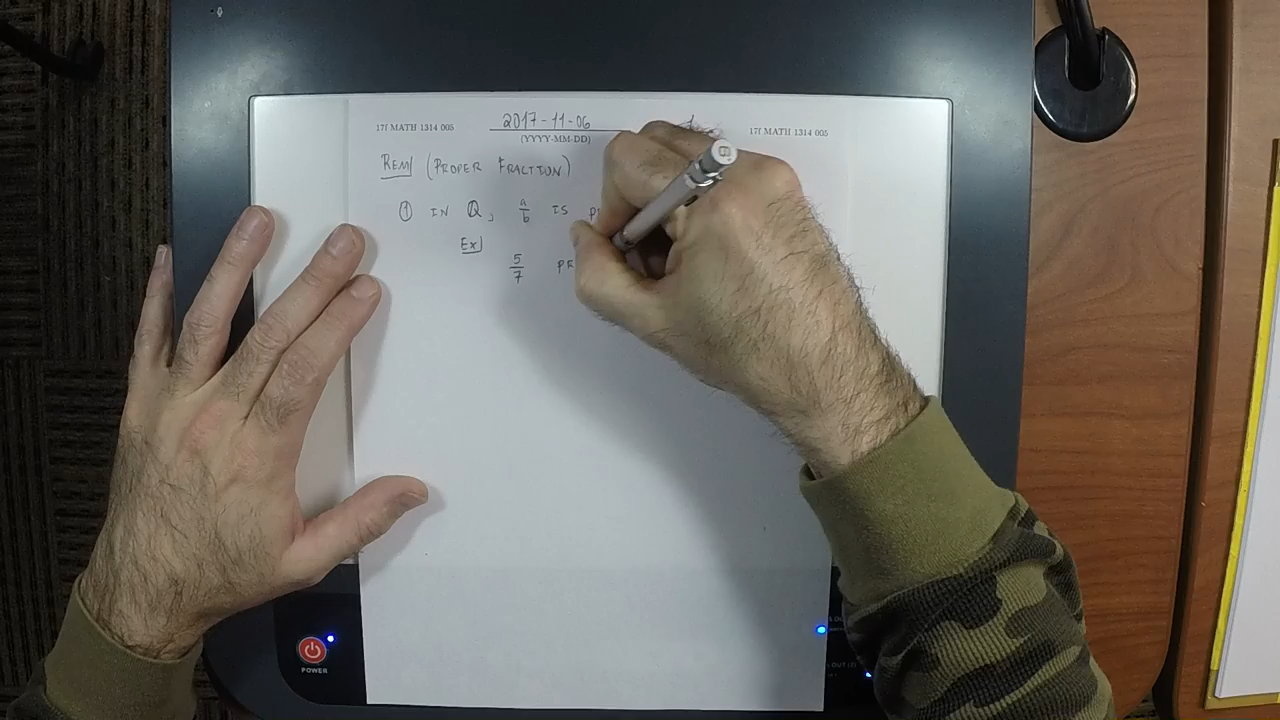 17f MATH 1314 005 2017-11-06 17f MATH 1314 005
(YYYY-MM-DD)
REM (PROPER FRACTION)
① IN ℚ, a/b IS
Ex
5/7
POWER